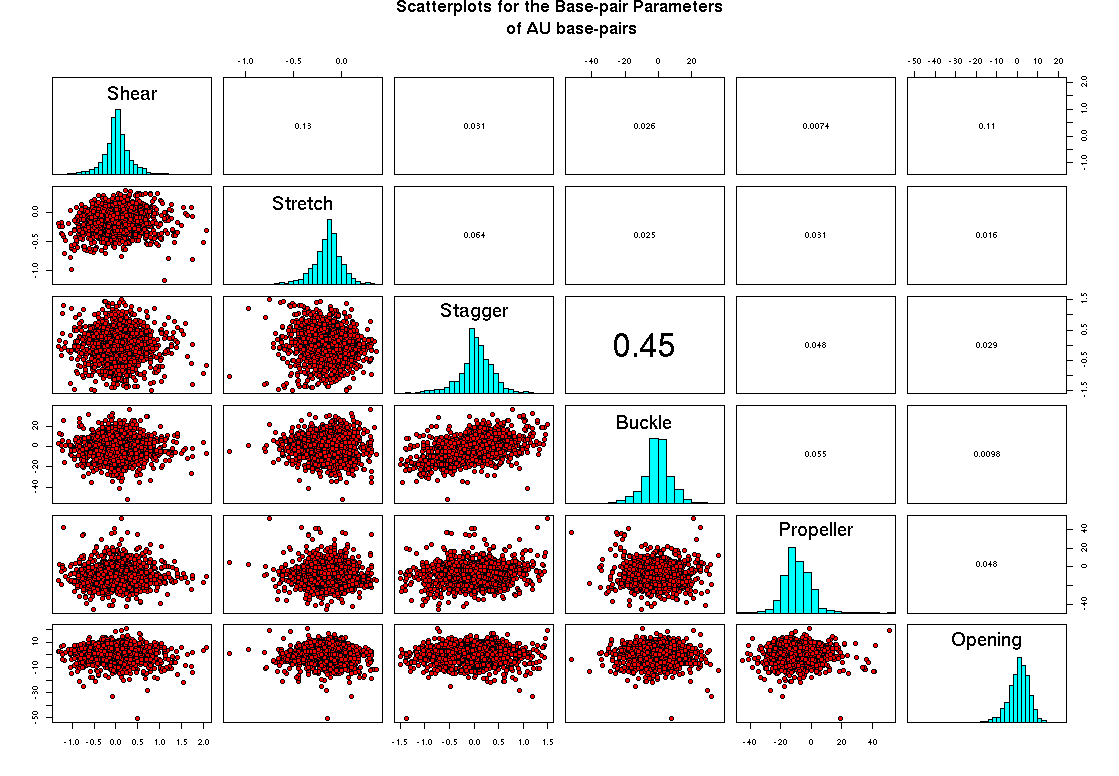 Scatterplots for the Base-pair Parameters
of AU base-pairs
-1.0 -0.5 0.0 -40 -20 0 20 -50 -40 -30 -20 -10 0 10 20
Shear 0.13 0.031 0.026 0.0074 0.11 -1.0 0.0 1.0 2.0
-1.0 -0.5 0.0 Stretch 0.064 0.025 0.031 0.016
Stagger 0.45 0.048 0.029 -1.5 -0.5 0.5 1.5
-40 -20 0 20 Buckle 0.055 0.0098
Propeller 0.048 -40 0 20 40
-50 -30 -10 10 Opening
-1.0 -0.5 0.0 0.5 1.0 1.5 2.0 -1.5 -1.0 -0.5 0.0 0.5 1.0 1.5 -40 -20 0 20 40